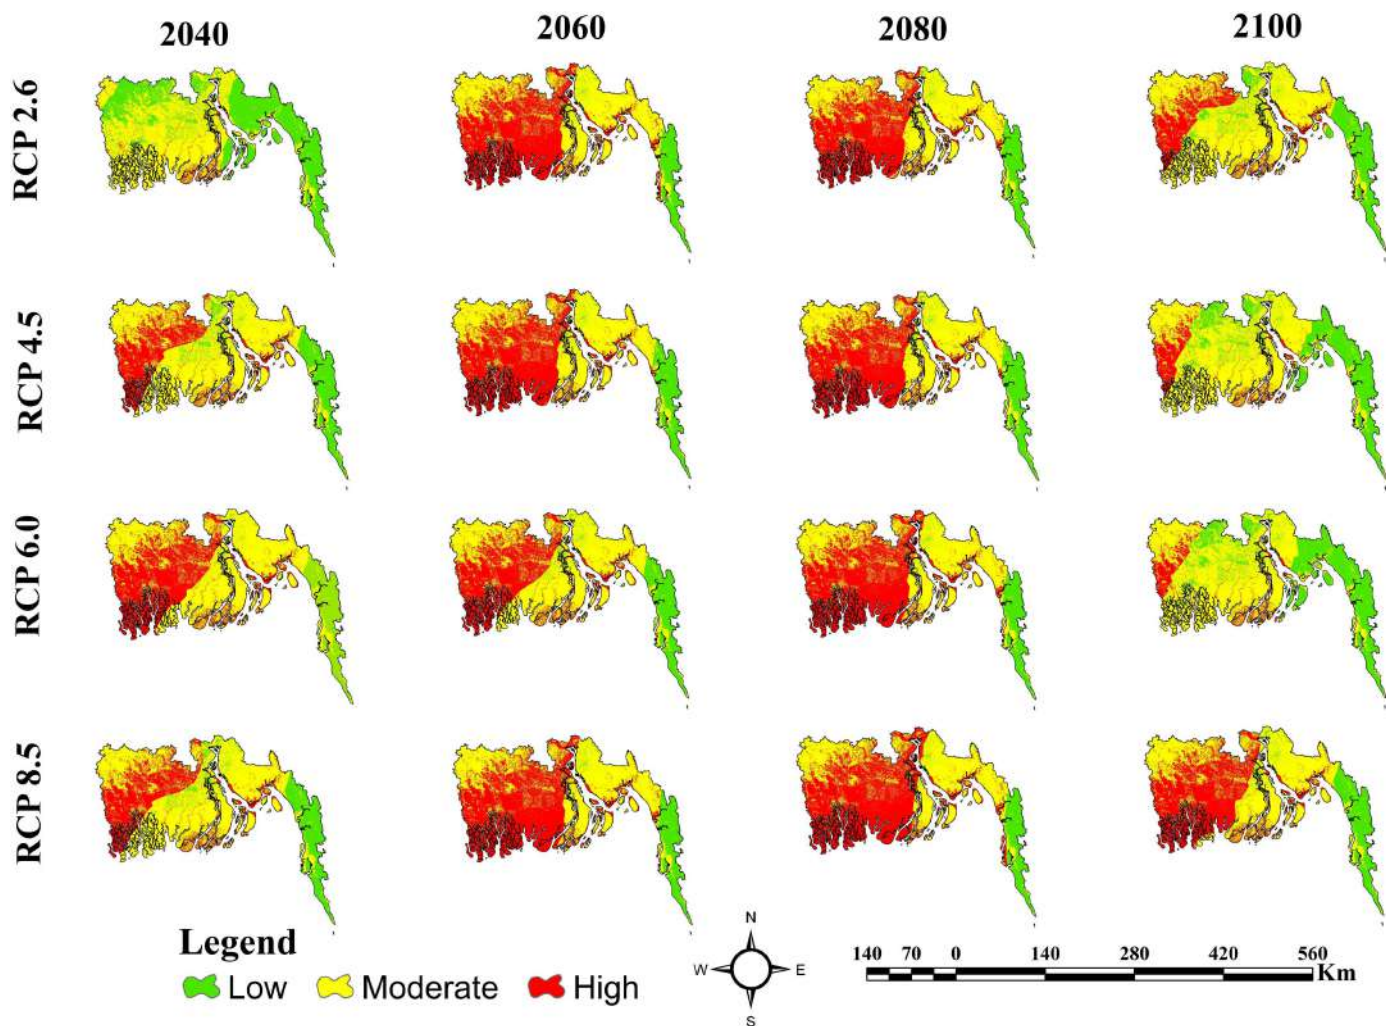 2040 2060 2080 2100
RCP 2.6
RCP 4.5
RCP 6.0
RCP 8.5
Legend
Low Moderate High
N
W E
S
140 70 0 140 280 420 560
Km